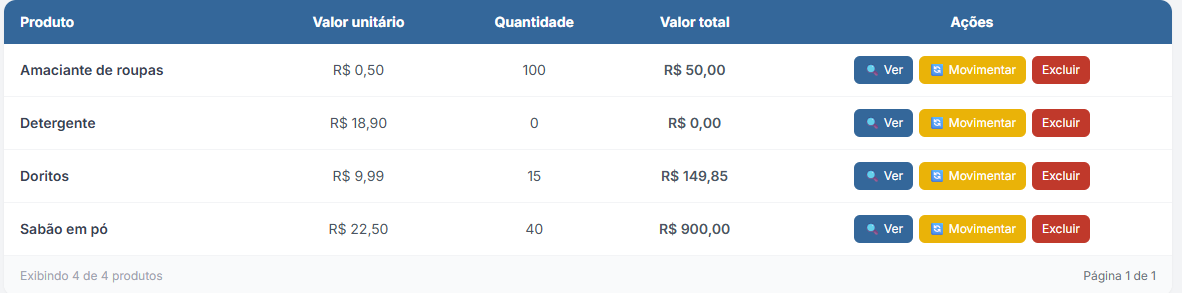 Produto Valor unitário Quantidade Valor total Ações
Amaciante de roupas R$ 0,50 100 R$ 50,00 Ver Movimentar Excluir
Detergente R$ 18,90 0 R$ 0,00 Ver Movimentar Excluir
Doritos R$ 9,99 15 R$ 149,85 Ver Movimentar Excluir
Sabão em pó R$ 22,50 40 R$ 900,00 Ver Movimentar Excluir
Exibindo 4 de 4 produtos Página 1 de 1